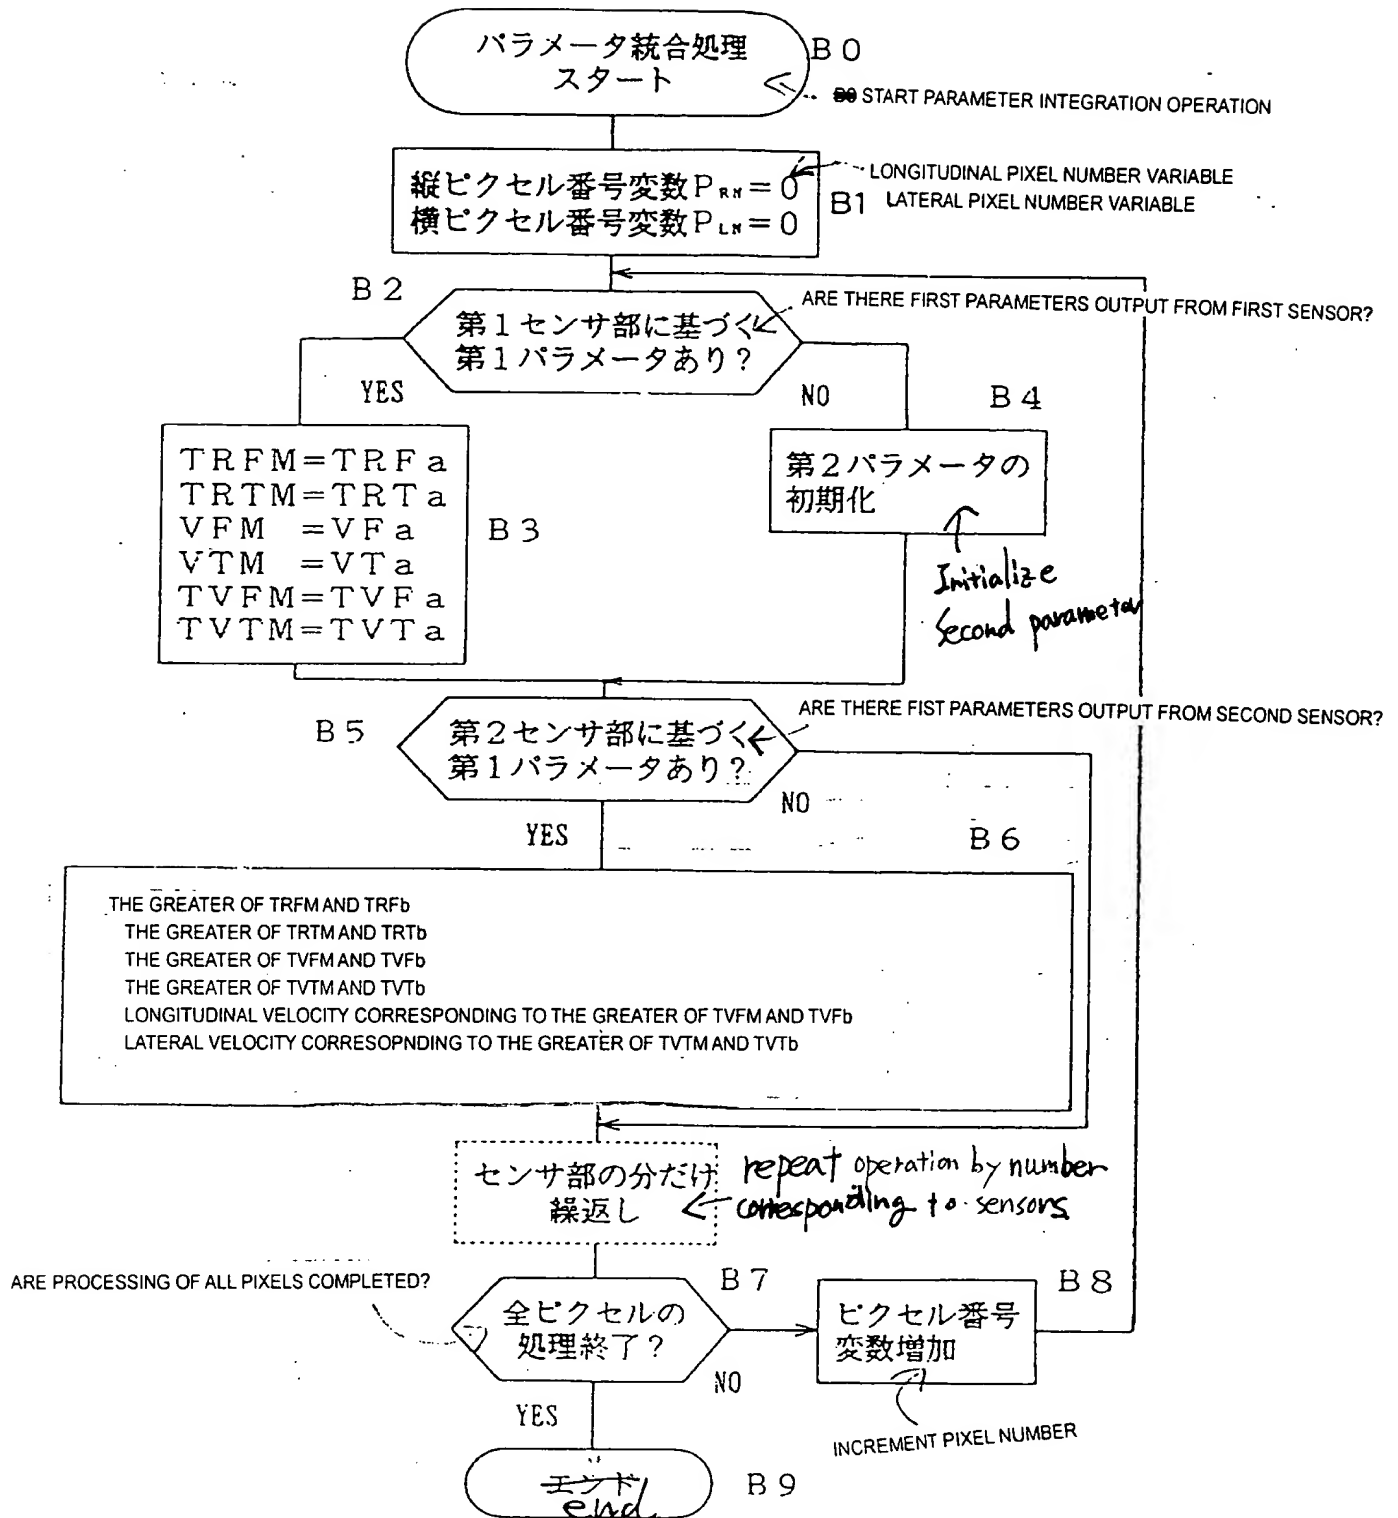 パラメータ統合処理
スタート
B0
START PARAMETER INTEGRATION OPERATION
縦ピクセル番号変数PRN=0
横ピクセル番号変数PLN=0
B1
LONGITUDINAL PIXEL NUMBER VARIABLE
LATERAL PIXEL NUMBER VARIABLE
B2
第1センサ部に基づく
第1パラメータあり?
ARE THERE FIRST PARAMETERS OUTPUT FROM FIRST SENSOR?
YES
NO
B4
TRFM=TRFa
TRTM=TRTa
VFM =VFa
VTM =VTa
TVFM=TVFa
TVTM=TVTa
B3
第2パラメータの
初期化
Initialize
Second parameter
B5
第2センサ部に基づく
第1パラメータあり?
ARE THERE FIST PARAMETERS OUTPUT FROM SECOND SENSOR?
NO
YES
B6
THE GREATER OF TRFM AND TRFb
THE GREATER OF TRTM AND TRTb
THE GREATER OF TVFM AND TVFb
THE GREATER OF TVTM AND TVTb
LONGITUDINAL VELOCITY CORRESPONDING TO THE GREATER OF TVFM AND TVFb
LATERAL VELOCITY CORRESOPNDING TO THE GREATER OF TVTM AND TVTb
センサ部の分だけ
繰返し
repeat operation by number
corresponding to sensors
ARE PROCESSING OF ALL PIXELS COMPLETED?
B7
全ピクセルの
処理終了?
B8
ピクセル番号
変数増加
NO
YES
INCREMENT PIXEL NUMBER
エンド
end
B9